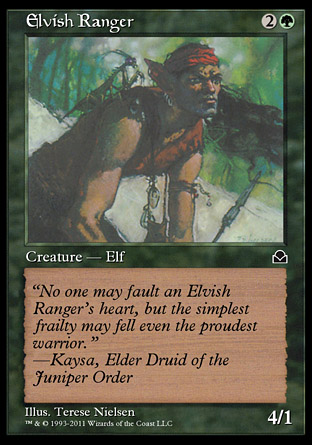 Elvish Ranger 2
Creature — Elf
“No one may fault an Elvish
Ranger's heart, but the simplest
frailty may fell even the proudest
warrior.”
—Kaysa, Elder Druid of the
Juniper Order
Illus. Terese Nielsen
™ & © 1993-2011 Wizards of the Coast LLC
4/1